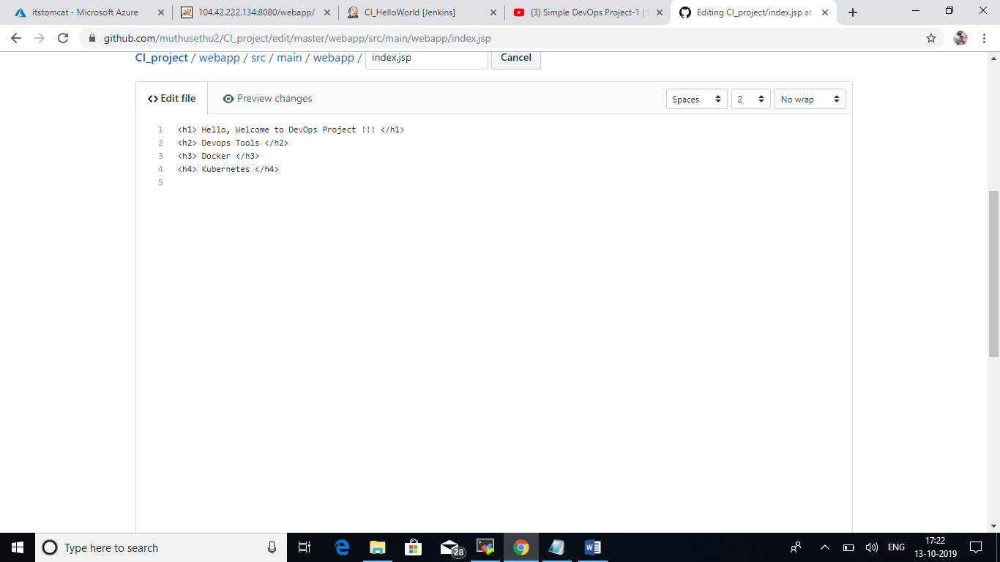 itstomcat - Microsoft Azure
104.42.222.134:8080/webapp/
CI_HelloWorld [Jenkins]
(3) Simple DevOps Project-1 | S
Editing CI_project/index.jsp at
github.com/muthusethu2/CI_project/edit/master/webapp/src/main/webapp/index.jsp
CI_project / webapp / src / main / webapp / index.jsp Cancel
<> Edit file Preview changes Spaces 2 No wrap
1 <h1> Hello, Welcome to DevOps Project !!! </h1>
2 <h2> Devops Tools </h2>
3 <h3> Docker </h3>
4 <h4> Kubernetes </h4>
5
Type here to search
28
ENG
17:22
13-10-2019